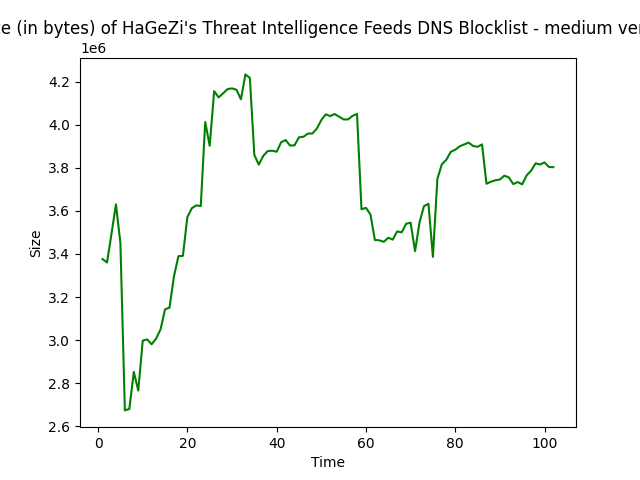 e (in bytes) of HaGeZi's Threat Intelligence Feeds DNS Blocklist - medium ver
1e6
4.2
4.0
3.8
3.6
3.4
3.2
3.0
2.8
2.6
Size
0 20 40 60 80 100
Time